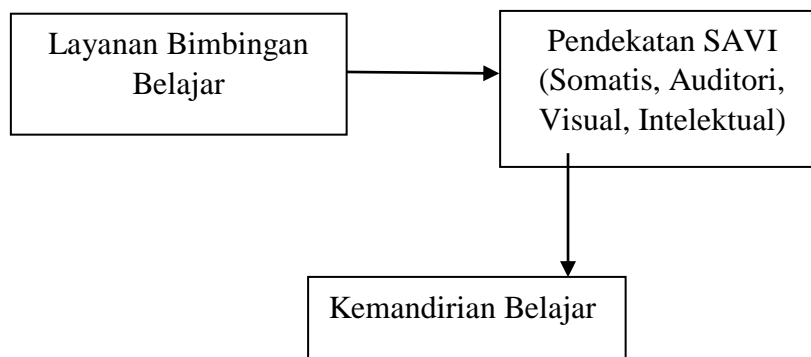 Layanan Bimbingan
Belajar
Pendekatan SAVI
(Somatis, Auditori,
Visual, Intelektual)
Kemandirian Belajar